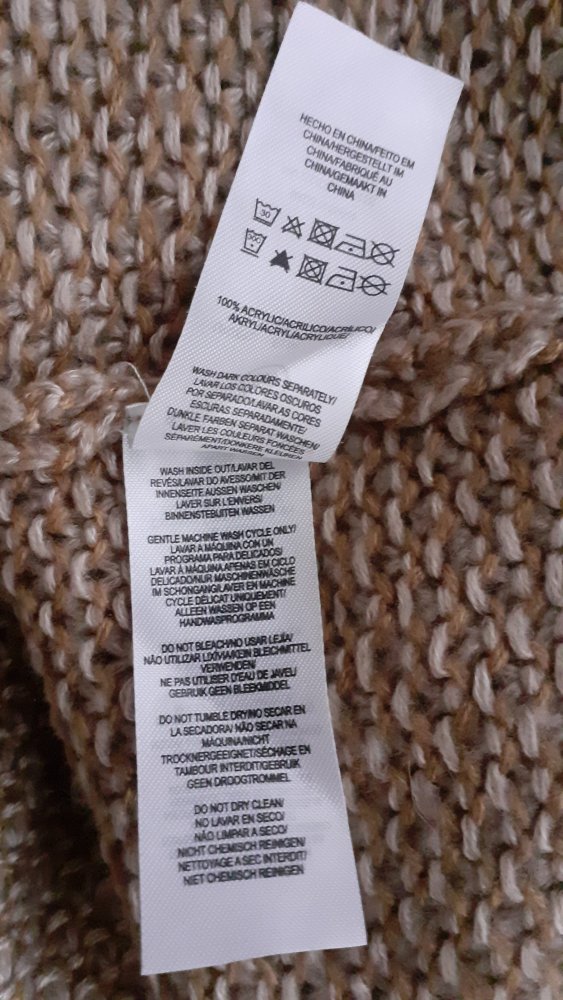 HECHO EN CHINA/FEITO EM
CHINA/HERGESTELLT IM
CHINA/FABRIQUÉ AU
CHINA/GEMAAKT IN
CHINA
30
100% ACRYLIC/ACRILICO/ACRÍLICO/
AKRYL/ACRYL/ACRYLIQUE/
WASH DARK COLOURS SEPARATELY/
LAVAR LOS COLORES OSCUROS
POR SEPARADO/LAVAR AS CORES
ESCURAS SEPARADAMENTE/
DUNKLE FARBEN SEPARAT WASCHEN/
LAVER LES COULEURS FONCÉES
SÉPARÉMENT/DONKERE KLEUREN
APART WASSEN
WASH INSIDE OUT/LAVAR DEL
REVÉS/LAVAR DO AVESSO/MIT DER
INNENSEITE AUSSEN WASCHEN/
LAVER SUR L'ENVERS/
BINNENSTEBUITEN WASSEN
GENTLE MACHINE WASH CYCLE ONLY/
LAVAR A MÁQUINA CON UN
PROGRAMA PARA DELICADOS/
LAVAR À MÁQUINA APENAS EM CICLO
DELICADO/NUR MASCHINENWÄSCHE
IM SCHONGANG/LAVER EN MACHINE
CYCLE DÉLICAT UNIQUEMENT/
ALLEEN WASSEN OP EEN
HANDWASPROGRAMMA
DO NOT BLEACH/NO USAR LEJÍA/
NÃO UTILIZAR LIXÍVIA/KEIN BLEICHMITTEL
VERWENDEN/
NE PAS UTILISER D'EAU DE JAVEL/
GEBRUIK GEEN BLEEKMIDDEL
DO NOT TUMBLE DRY/NO SECAR EN
LA SECADORA/ NÃO SECAR NA
MÁQUINA/NICHT
TROCKNERGEEIGNET/SÉCHAGE EN
TAMBOUR INTERDIT/GEBRUIK
GEEN DROOGTROMMEL
DO NOT DRY CLEAN/
NO LAVAR EN SECO/
NÃO LIMPAR A SECO/
NICHT CHEMISCH REINIGEN/
NETTOYAGE A SEC INTERDIT/
NIET CHEMISCH REINIGEN